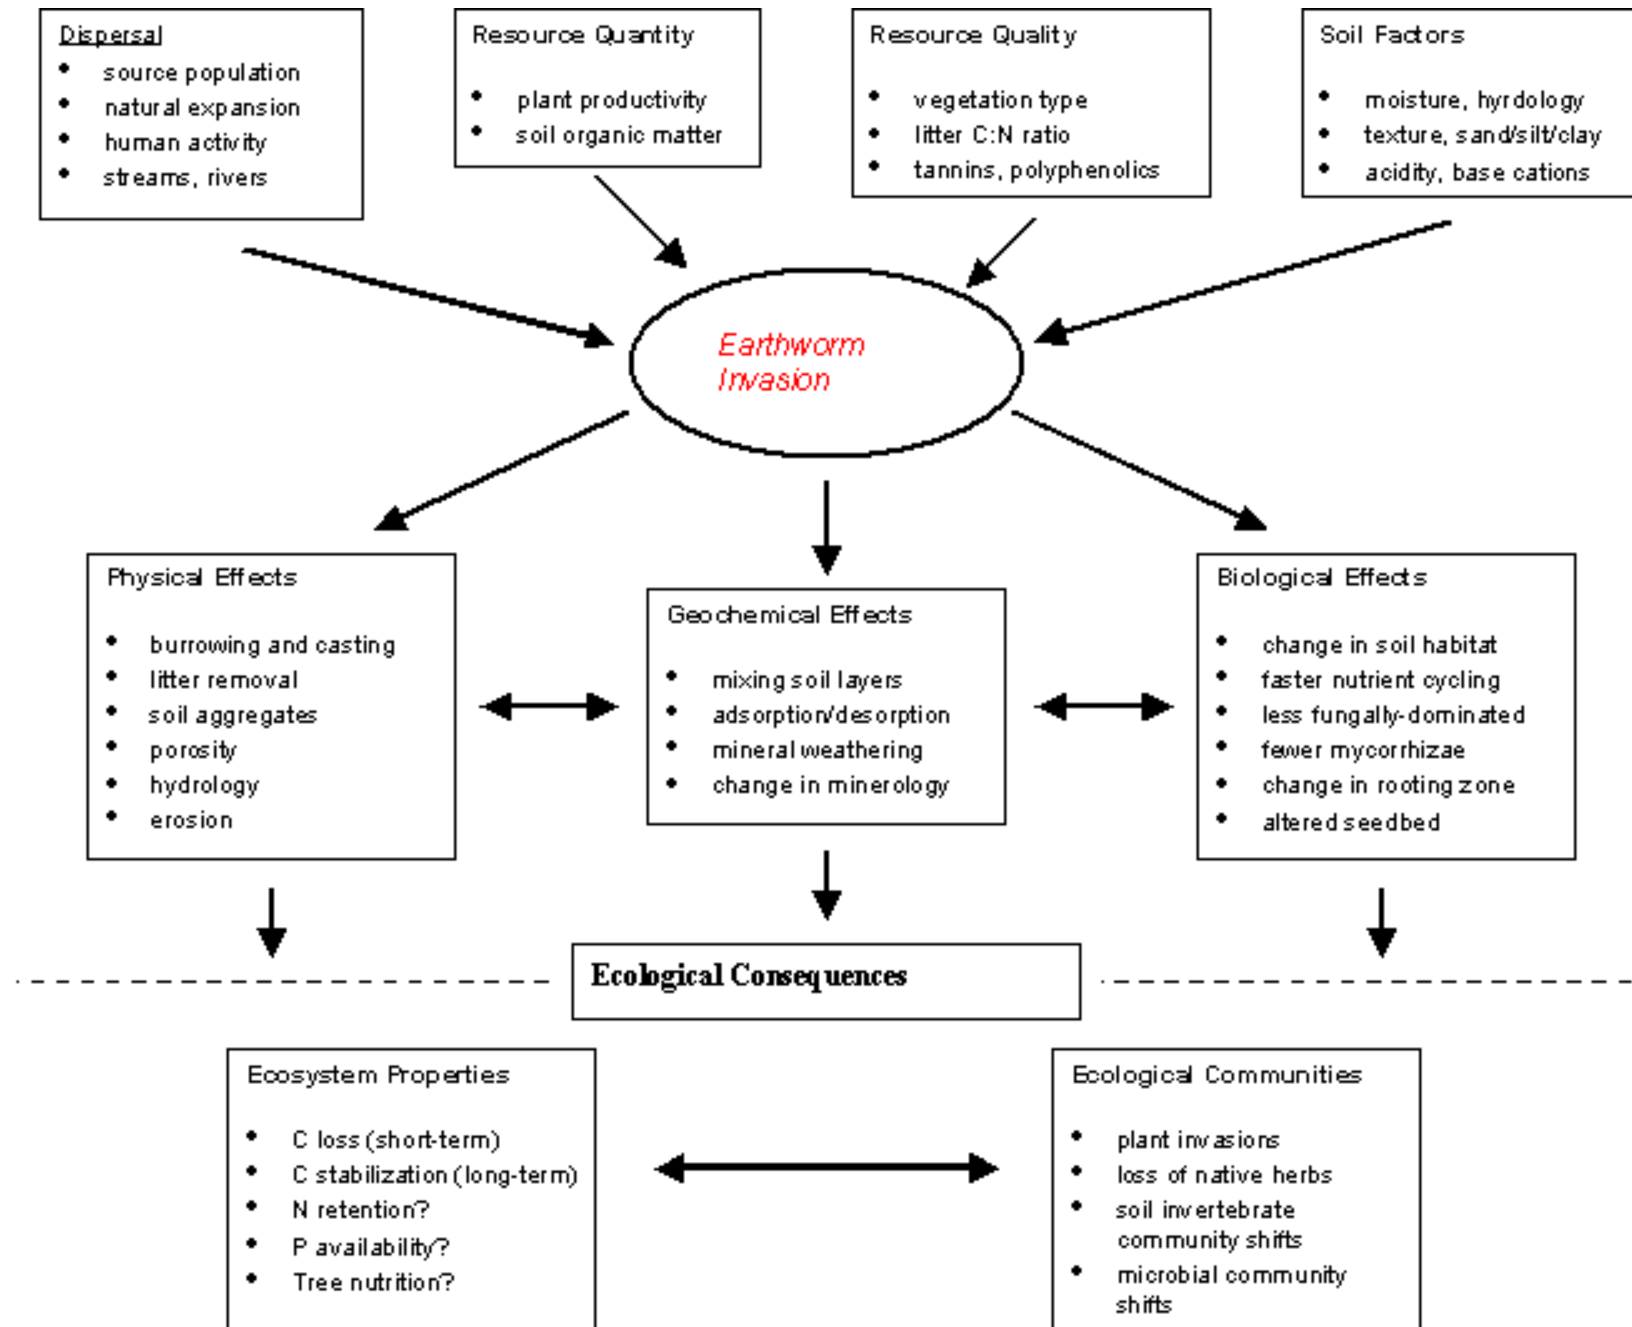 Dispersal
• source population
• natural expansion
• human activity
• streams, rivers
Resource Quantity
• plant productivity
• soil organic matter
Resource Quality
• vegetation type
• litter C:N ratio
• tannins, polyphenolics
Soil Factors
• moisture, hyrdology
• texture, sand/silt/clay
• acidity, base cations
Earthworm
Invasion
Physical Effects
• burrowing and casting
• litter removal
• soil aggregates
• porosity
• hydrology
• erosion
Geochemical Effects
• mixing soil layers
• adsorption/desorption
• mineral weathering
• change in minerology
Biological Effects
• change in soil habitat
• faster nutrient cycling
• less fungally-dominated
• fewer mycorrhizae
• change in rooting zone
• altered seedbed
Ecological Consequences
Ecosystem Properties
• C loss (short-term)
• C stabilization (long-term)
• N retention?
• P availability?
• Tree nutrition?
Ecological Communities
• plant invasions
• loss of native herbs
• soil invertebrate
community shifts
• microbial community
shifts